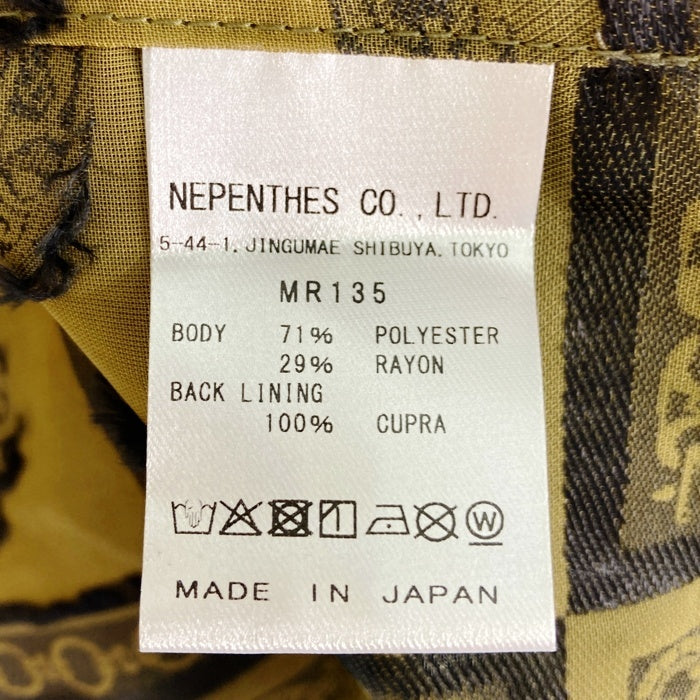 NEPENTHES CO., LTD.
5-44-1. JINGUMAE SHIBUYA. TOKYO
MR135
BODY 71% POLYESTER
29% RAYON
BACK LINING
100% CUPRA
W
MADE IN JAPAN